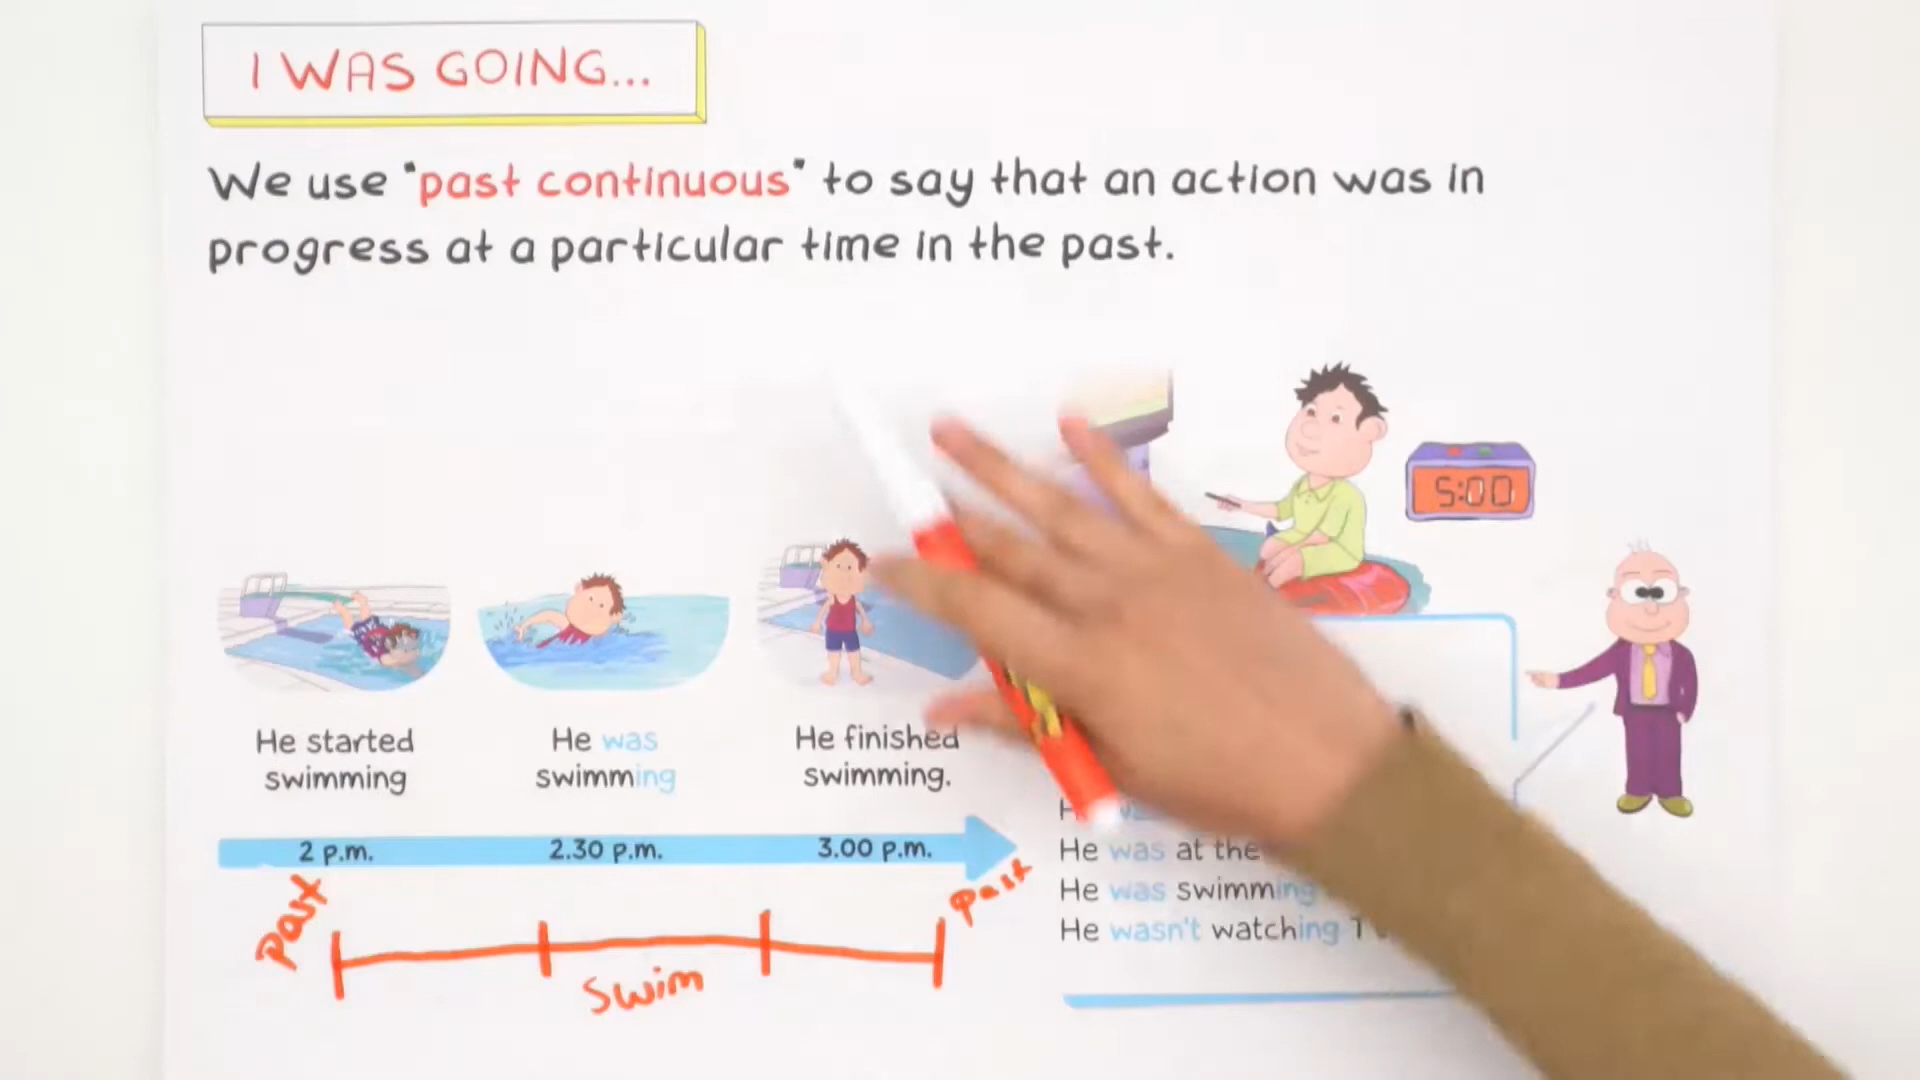 I WAS GOING...
We use "past continuous" to say that an action was in
progress at a particular time in the past.
5:00
He started
swimming
He was
swimming
He finished
swimming.
2 p.m.
2.30 p.m.
3.00 p.m.
Past
Past
Swim
He was at the
He was swimming
He wasn't watching